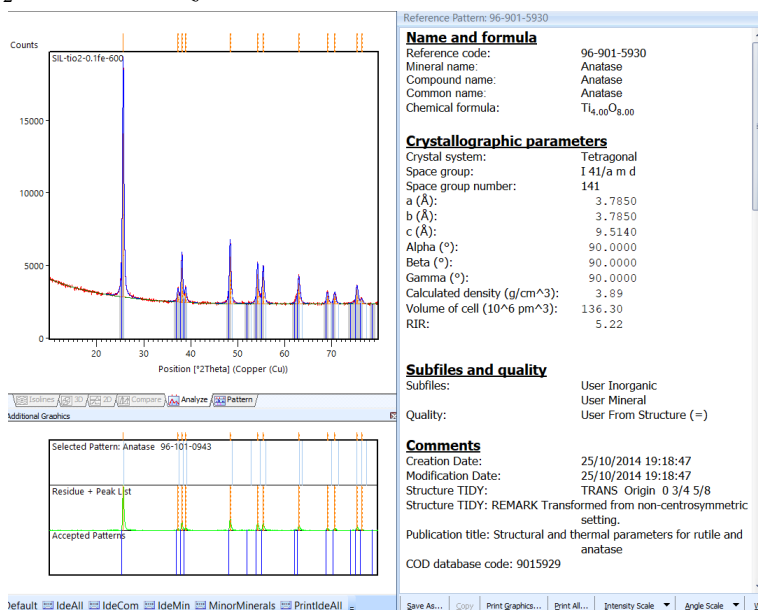 Counts
SIL-tio2-0.1fe-600
15000
10000
5000
0
20 30 40 50 60 70
Position [°2Theta] (Copper (Cu))
Isolines 3D 2D Compare Analyze Pattern
Additional Graphics
Selected Pattern: Anatase 96-101-0943
Residue + Peak List
Accepted Patterns
Default IdeAll IdeCom IdeMin MinorMinerals PrintIdeAll
Reference Pattern: 96-901-5930
Name and formula
Reference code: 96-901-5930
Mineral name: Anatase
Compound name: Anatase
Common name: Anatase
Chemical formula: Ti4.00O8.00
Crystallographic parameters
Crystal system: Tetragonal
Space group: I 41/a m d
Space group number: 141
a (Å): 3.7850
b (Å): 3.7850
c (Å): 9.5140
Alpha (°): 90.0000
Beta (°): 90.0000
Gamma (°): 90.0000
Calculated density (g/cm^3): 3.89
Volume of cell (10^6 pm^3): 136.30
RIR: 5.22
Subfiles and quality
Subfiles: User Inorganic
User Mineral
Quality: User From Structure (=)
Comments
Creation Date: 25/10/2014 19:18:47
Modification Date: 25/10/2014 19:18:47
Structure TIDY: TRANS Origin 0 3/4 5/8
Structure TIDY: REMARK Transformed from non-centrosymmetric
setting.
Publication title: Structural and thermal parameters for rutile and
anatase
COD database code: 9015929
Save As... Copy Print Graphics... Print All... Intensity Scale Angle Scale